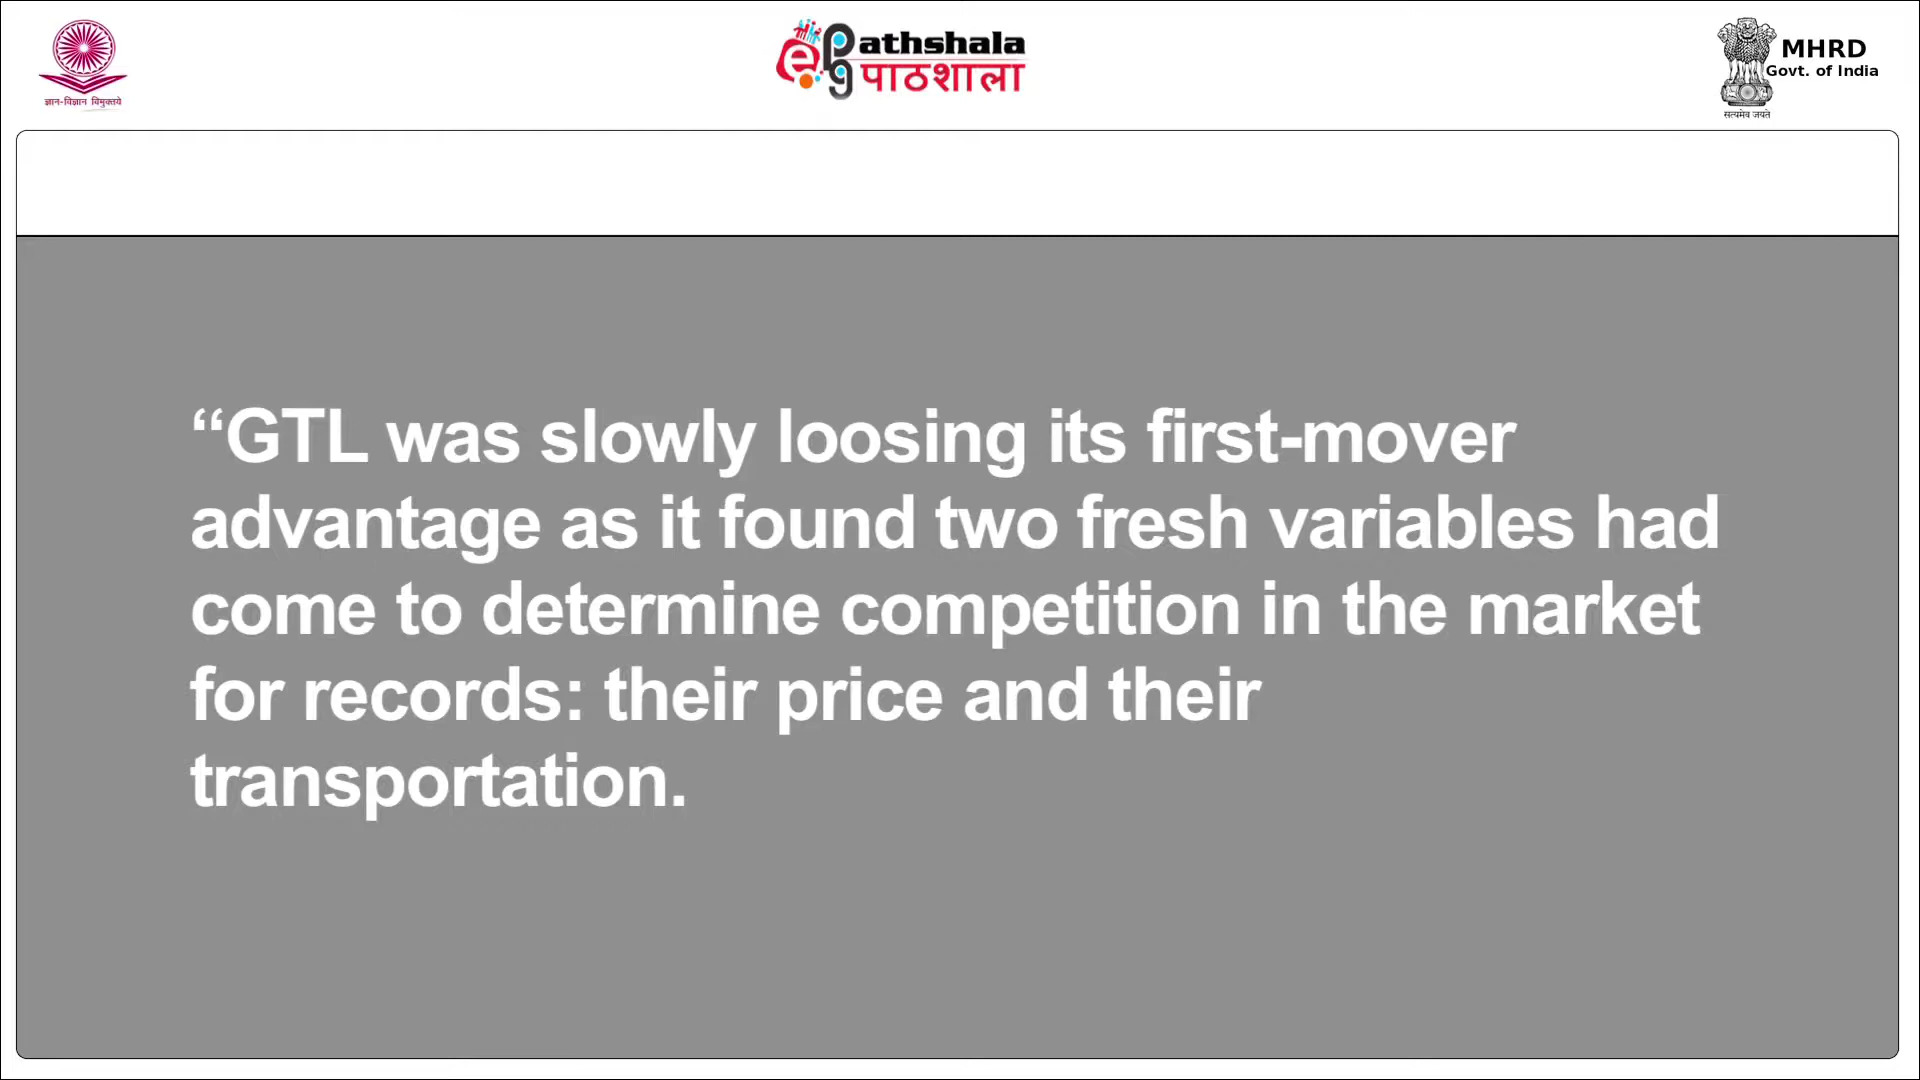 ज्ञान-विज्ञान विमुक्तये
ePG athshala
पाठशाला
MHRD
Govt. of India
सत्यमेव जयते
“GTL was slowly loosing its first-mover
advantage as it found two fresh variables had
come to determine competition in the market
for records: their price and their
transportation.